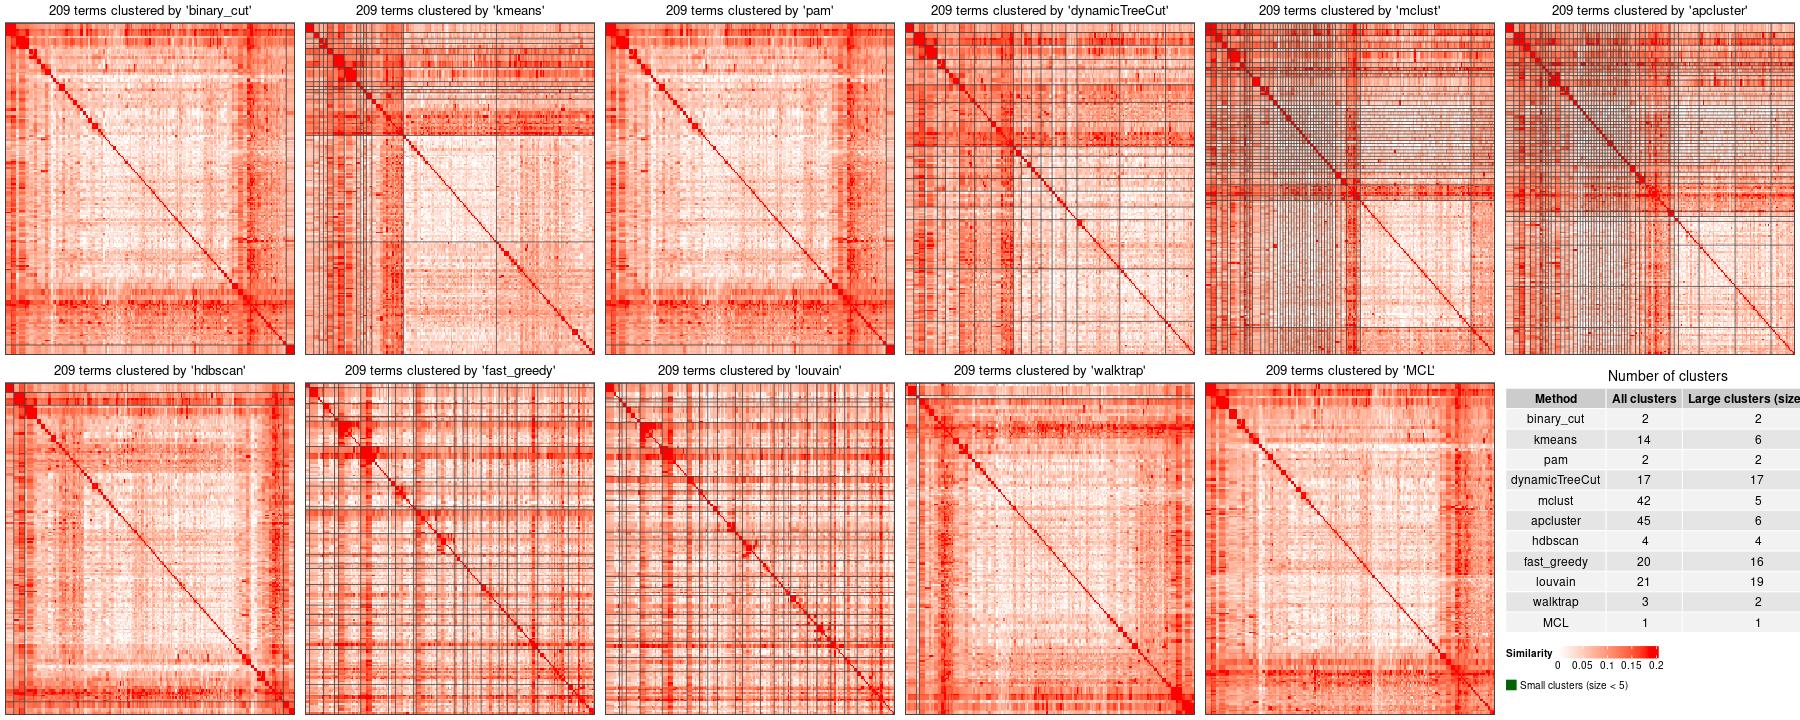 209 terms clustered by 'binary_cut'
209 terms clustered by 'kmeans'
209 terms clustered by 'pam'
209 terms clustered by 'dynamicTreeCut'
209 terms clustered by 'mclust'
209 terms clustered by 'apcluster'
209 terms clustered by 'hdbscan'
209 terms clustered by 'fast_greedy'
209 terms clustered by 'louvain'
209 terms clustered by 'walktrap'
209 terms clustered by 'MCL'
Number of clusters
Method All clusters Large clusters (size
binary_cut 2 2
kmeans 14 6
pam 2 2
dynamicTreeCut 17 17
mclust 42 5
apcluster 45 6
hdbscan 4 4
fast_greedy 20 16
louvain 21 19
walktrap 3 2
MCL 1 1
Similarity
0 0.05 0.1 0.15 0.2
Small clusters (size < 5)